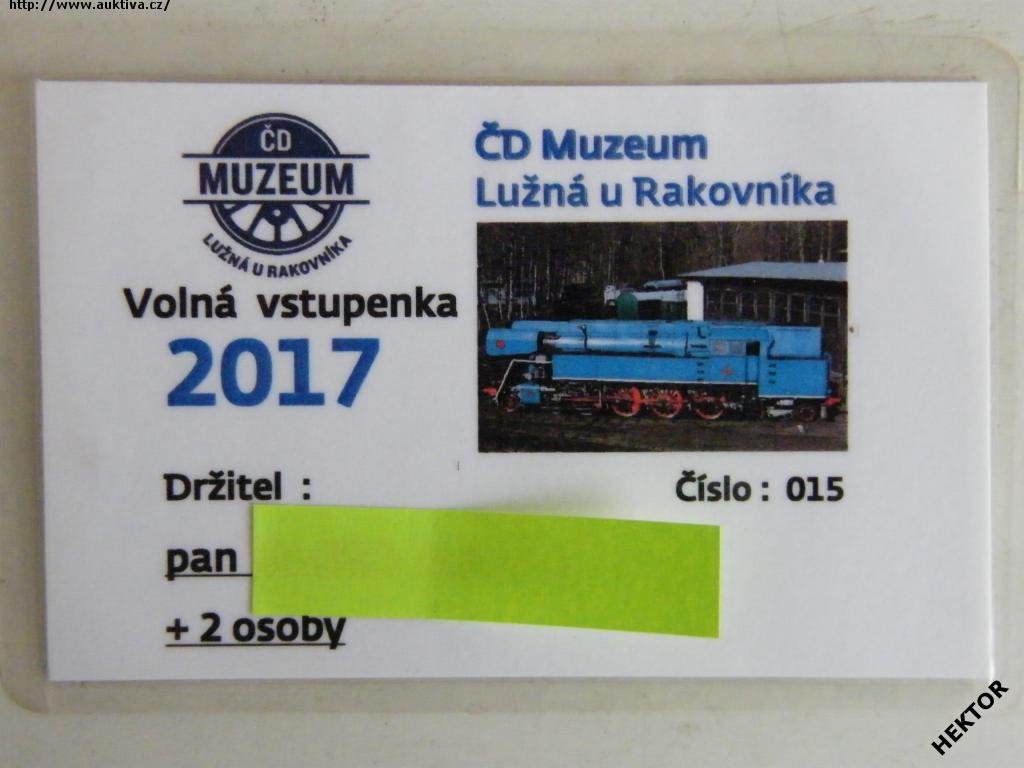 http://www.auktiva.cz/
ČD
MUZEUM
LUŽNÁ U RAKOVNÍKA
ČD Muzeum
Lužná u Rakovníka
Volná vstupenka
2017
Držitel :
Číslo : 015
pan
+ 2 osoby
HEKTOR